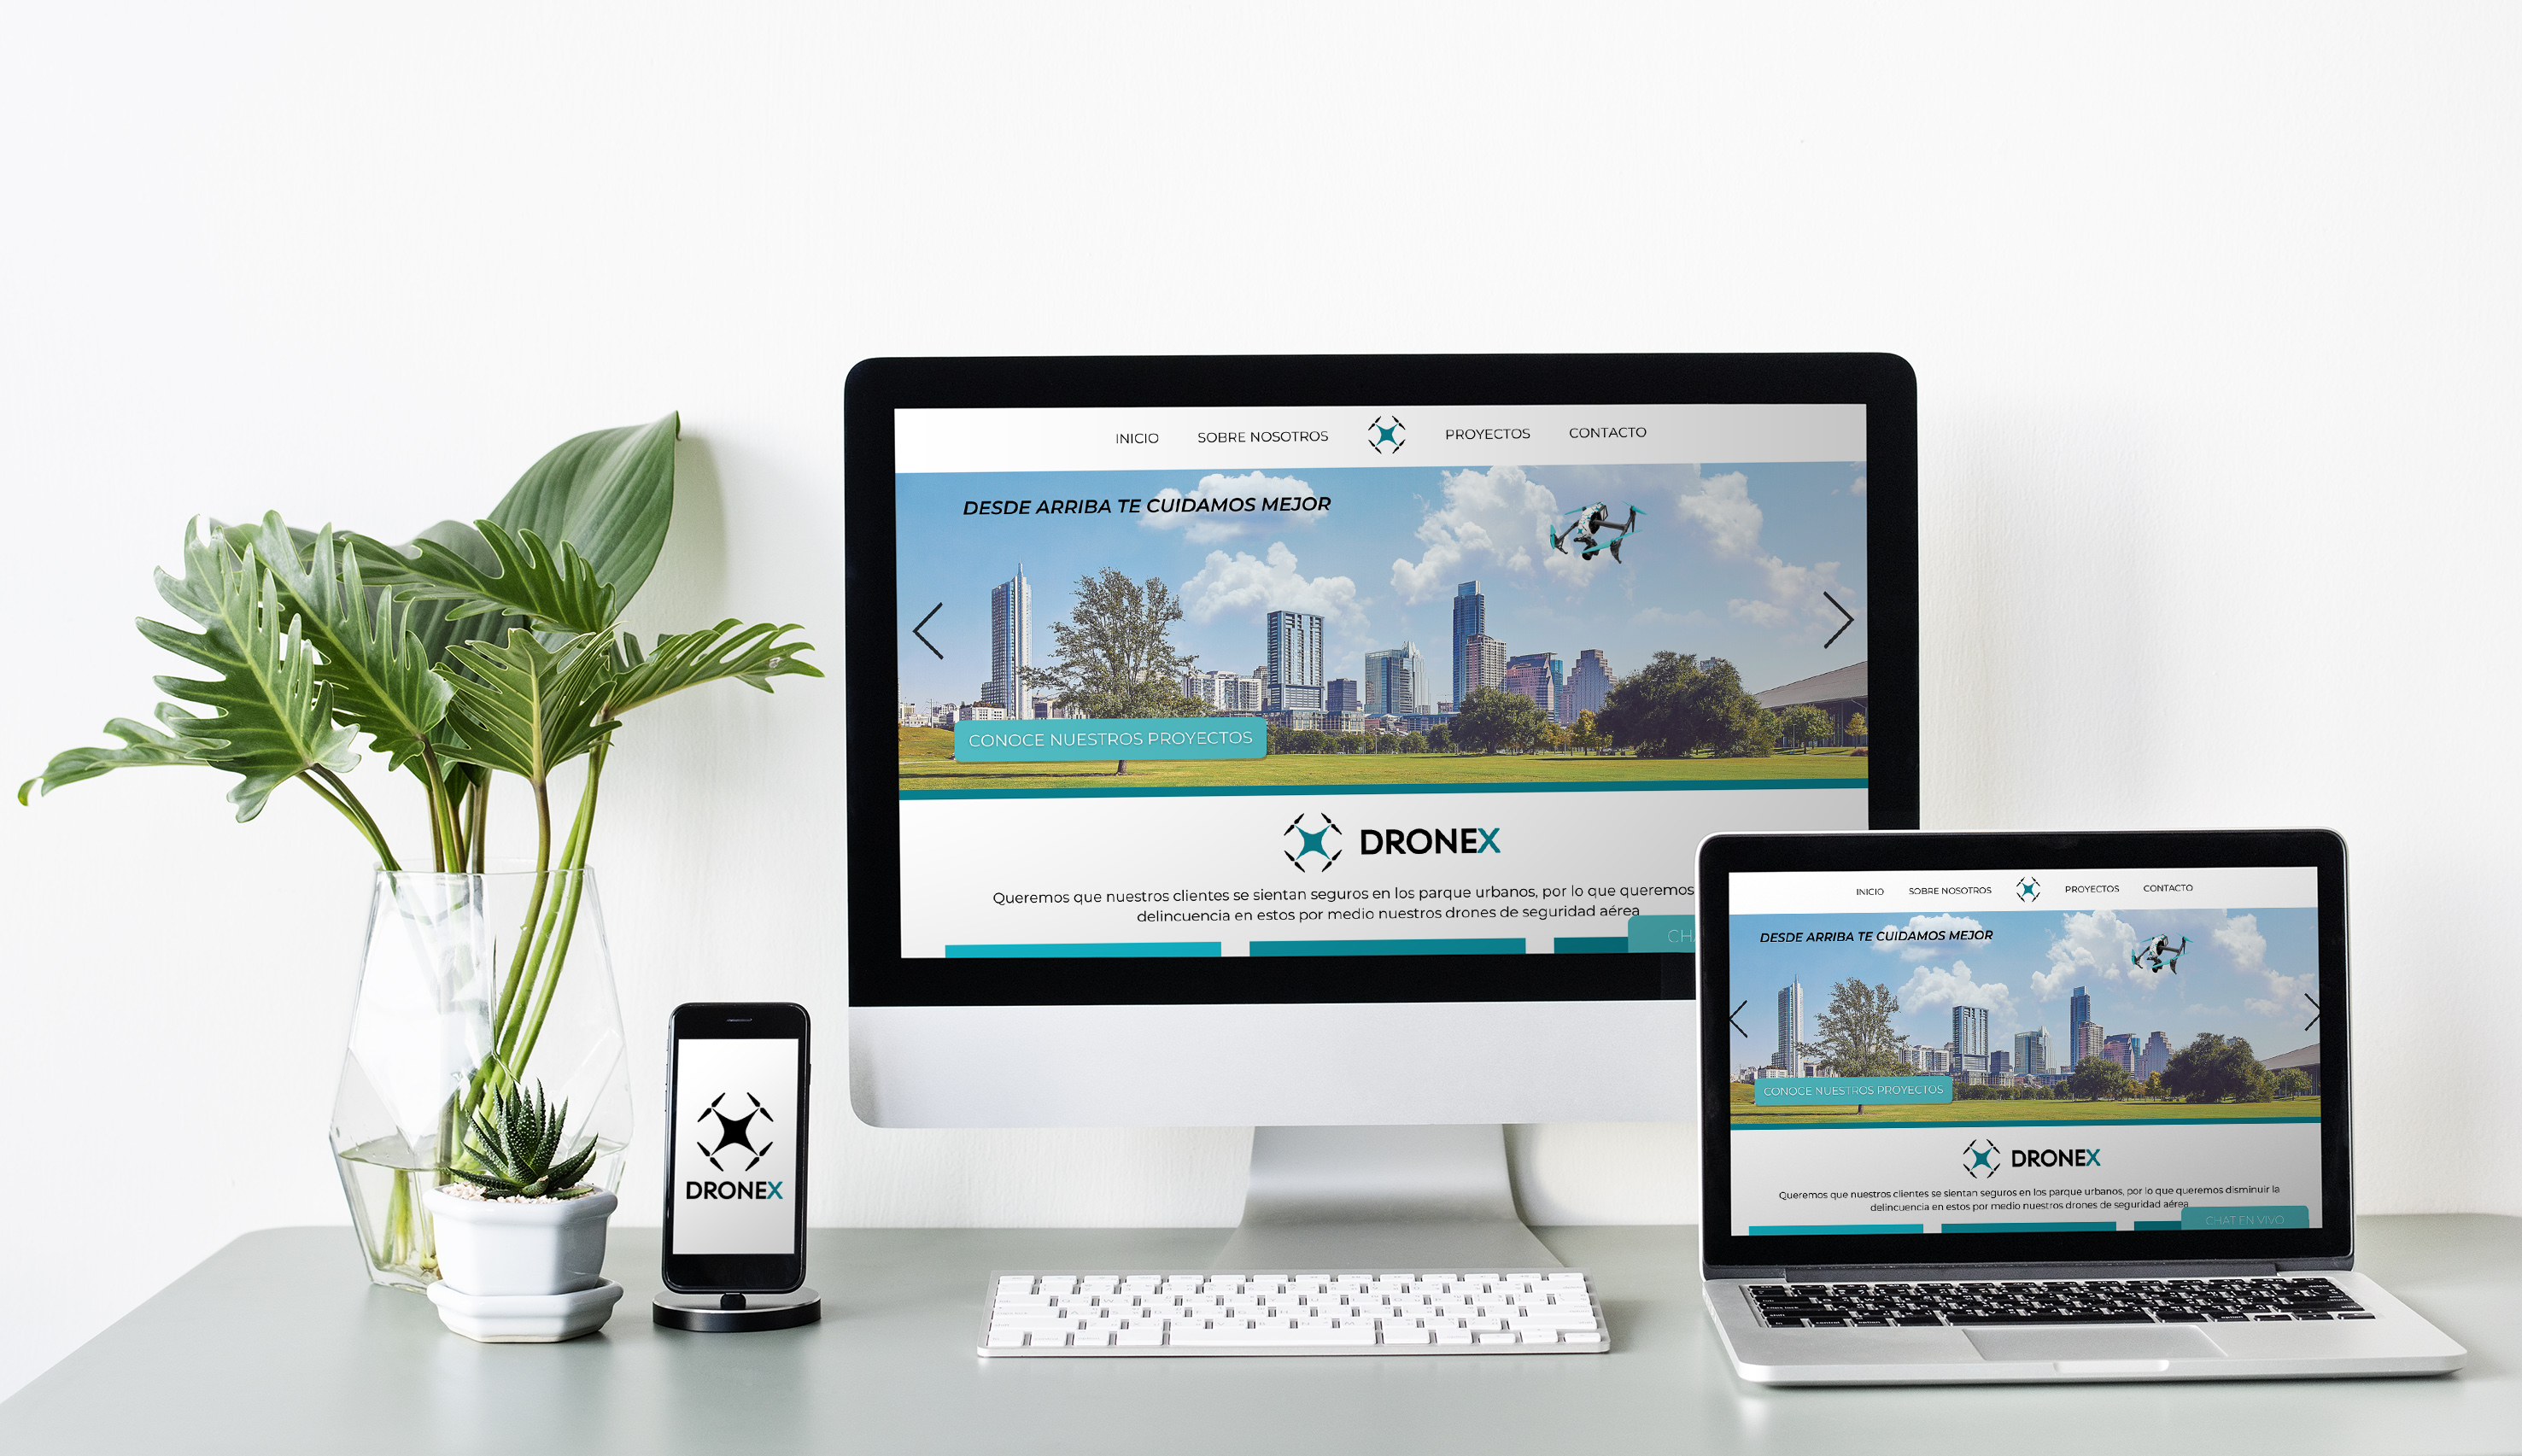 INICIO SOBRE NOSOTROS PROYECTOS CONTACTO
DESDE ARRIBA TE CUIDAMOS MEJOR
CONOCE NUESTROS PROYECTOS
DRONEX
Queremos que nuestros clientes se sientan seguros en los parque urbanos, por lo que queremos
delincuencia en estos por medio nuestros drones de seguridad aérea
CH
DRONEX
INICIO SOBRE NOSOTROS PROYECTOS CONTACTO
DESDE ARRIBA TE CUIDAMOS MEJOR
CONOCE NUESTROS PROYECTOS
DRONEX
Queremos que nuestros clientes se sientan seguros en los parque urbanos, por lo que queremos disminuir la
delincuencia en estos por medio nuestros drones de seguridad aérea
CHAT EN VIVO